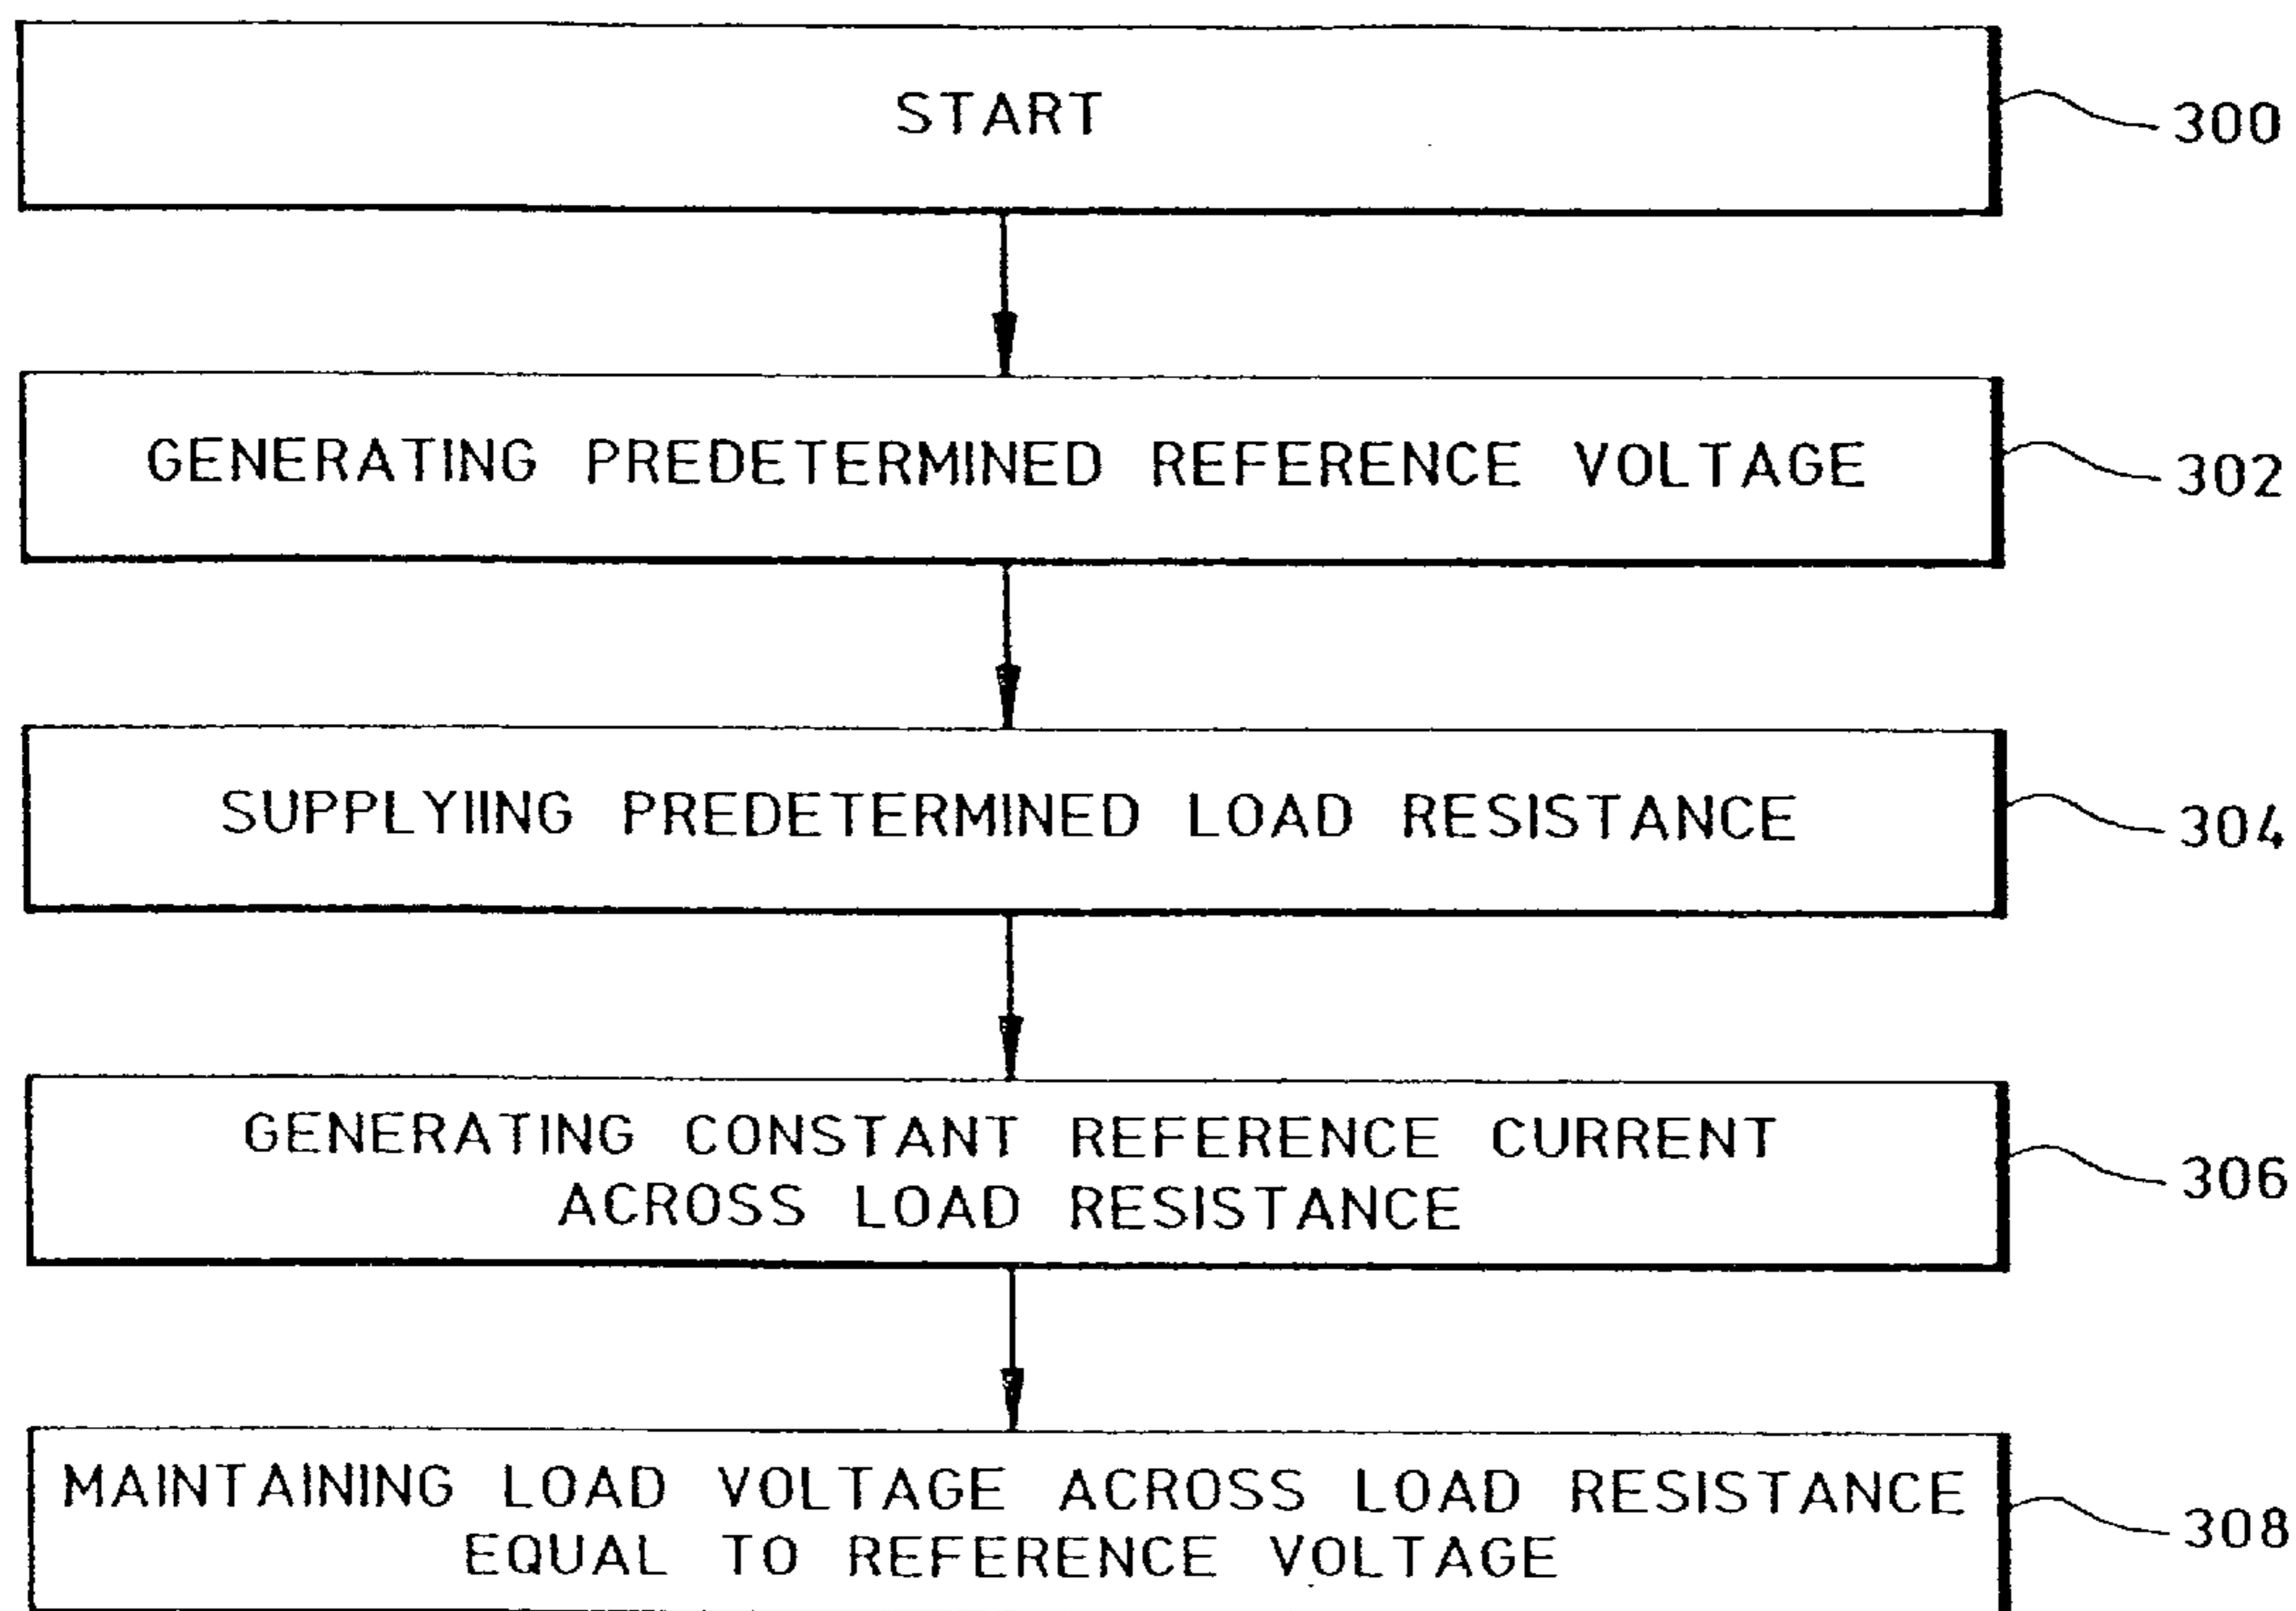 START
300
GENERATING PREDETERMINED REFERENCE VOLTAGE
302
SUPPLYIING PREDETERMINED LOAD RESISTANCE
304
GENERATING CONSTANT REFERENCE CURRENT
ACROSS LOAD RESISTANCE
306
MAINTAINING LOAD VOLTAGE ACROSS LOAD RESISTANCE
EQUAL TO REFERENCE VOLTAGE
308